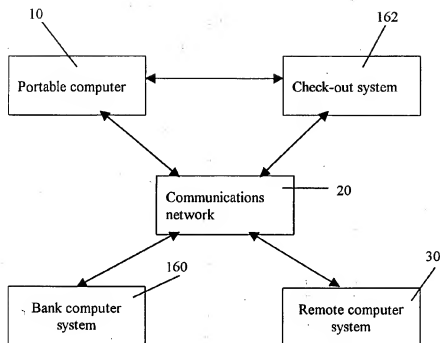 10
162
Portable computer
Check-out system
Communications
network
20
160
30
Bank computer
system
Remote computer
system